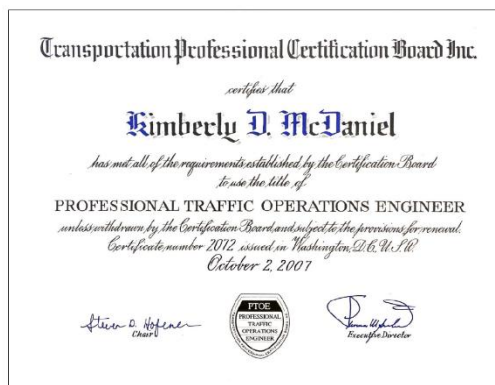 Transportation Professional Certification Board Inc.
certifies that
Kimberly D. McDaniel
has met all of the requirements established by the Certification Board
to use the title of
PROFESSIONAL TRAFFIC OPERATIONS ENGINEER
unless withdrawn by the Certification Board and subject to the provisions for renewal.
Certificate number 2012 issued in Washington, D.C. U.S.A.
October 2, 2007
Steven D. Hofener
Chair
PTOE
PROFESSIONAL
TRAFFIC
OPERATIONS
ENGINEER
Executive Director